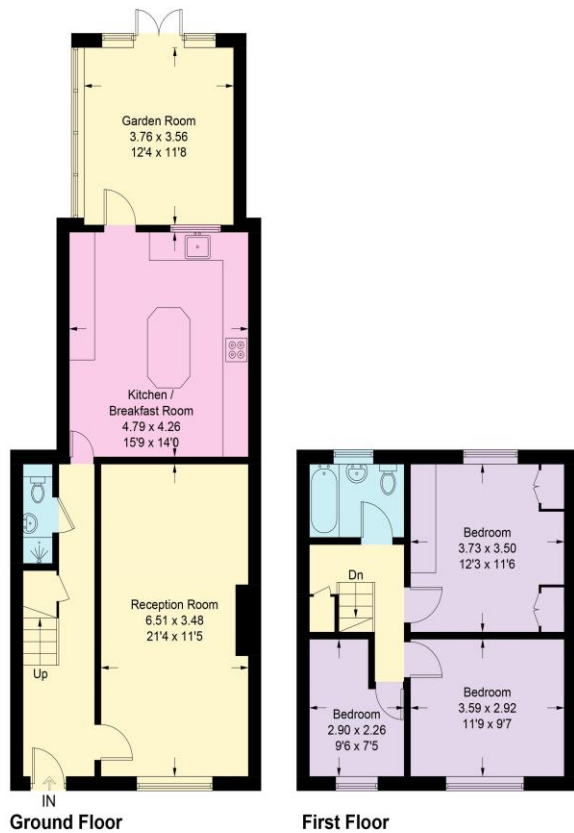 Garden Room
3.76 x 3.56
12'4 x 11'8
Kitchen /
Breakfast Room
4.79 x 4.26
15'9 x 14'0
Reception Room
6.51 x 3.48
21'4 x 11'5
Up
IN
Ground Floor
Bedroom
3.73 x 3.50
12'3 x 11'6
Dn
Bedroom
2.90 x 2.26
9'6 x 7'5
Bedroom
3.59 x 2.92
11'9 x 9'7
First Floor